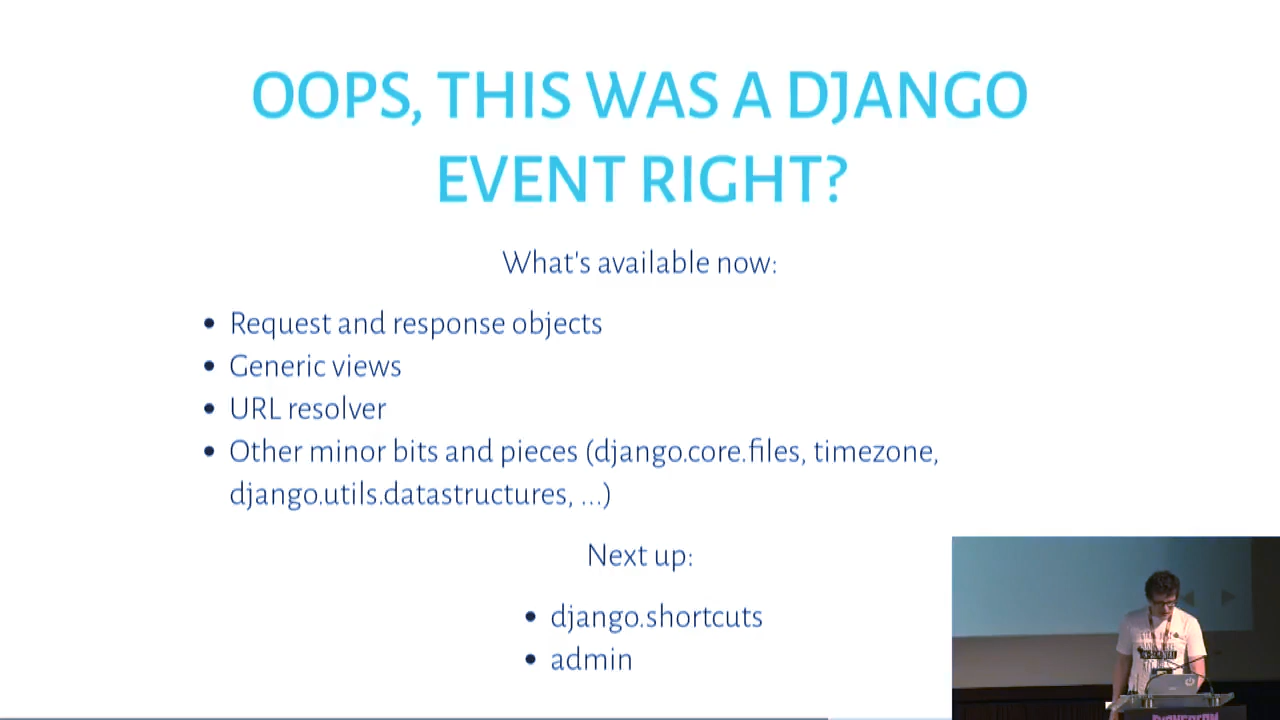 OOPS, THIS WAS A DJANGO
EVENT RIGHT?
What's available now:
Request and response objects
Generic views
URL resolver
Other minor bits and pieces (django.core.files, timezone,
django.utils.datastructures, ...)
Next up:
django.shortcuts
admin